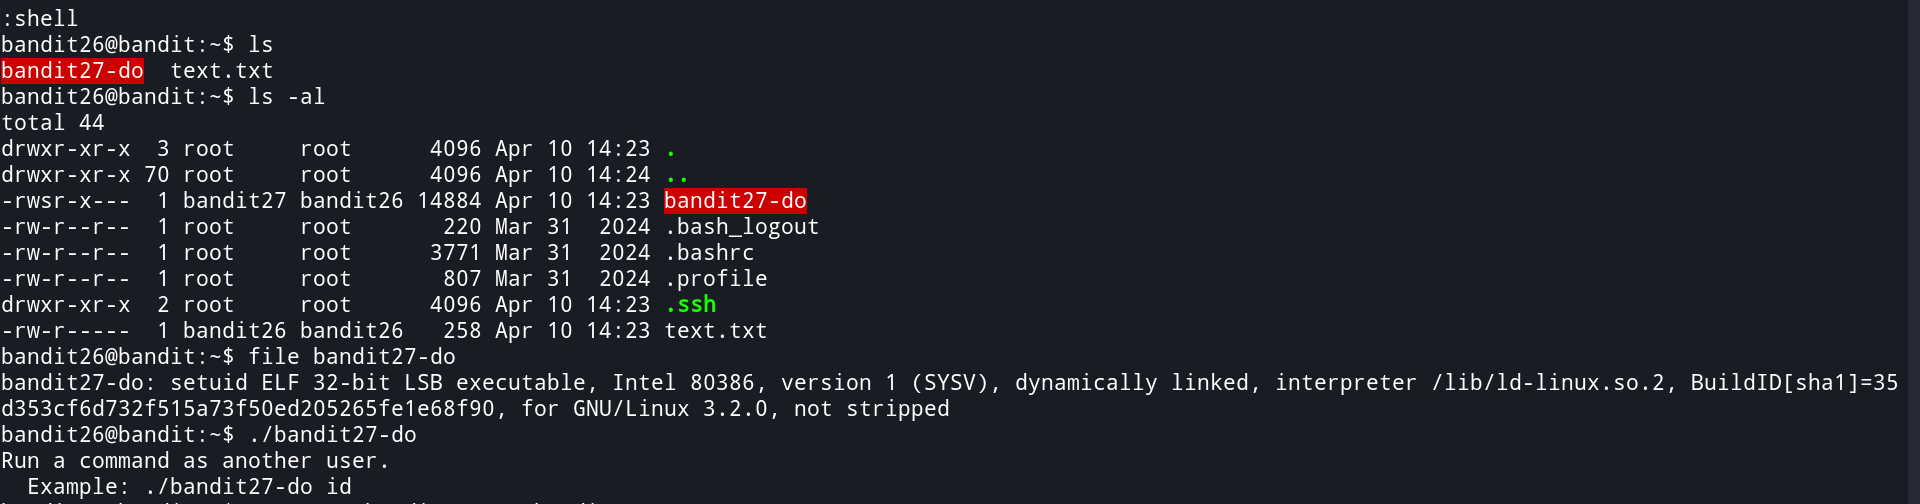 :shell
bandit26@bandit:~$ ls
bandit27-do  text.txt
bandit26@bandit:~$ ls -al
total 44
drwxr-xr-x  3 root     root      4096 Apr 10 14:23 .
drwxr-xr-x 70 root     root      4096 Apr 10 14:24 ..
-rwsr-x---  1 bandit27 bandit26 14884 Apr 10 14:23 bandit27-do
-rw-r--r--  1 root     root       220 Mar 31  2024 .bash_logout
-rw-r--r--  1 root     root      3771 Mar 31  2024 .bashrc
-rw-r--r--  1 root     root       807 Mar 31  2024 .profile
drwxr-xr-x  2 root     root      4096 Apr 10 14:23 .ssh
-rw-r-----  1 bandit26 bandit26   258 Apr 10 14:23 text.txt
bandit26@bandit:~$ file bandit27-do
bandit27-do: setuid ELF 32-bit LSB executable, Intel 80386, version 1 (SYSV), dynamically linked, interpreter /lib/ld-linux.so.2, BuildID[sha1]=35
d353cf6d732f515a73f50ed205265fe1e68f90, for GNU/Linux 3.2.0, not stripped
bandit26@bandit:~$ ./bandit27-do
Run a command as another user.
  Example: ./bandit27-do id